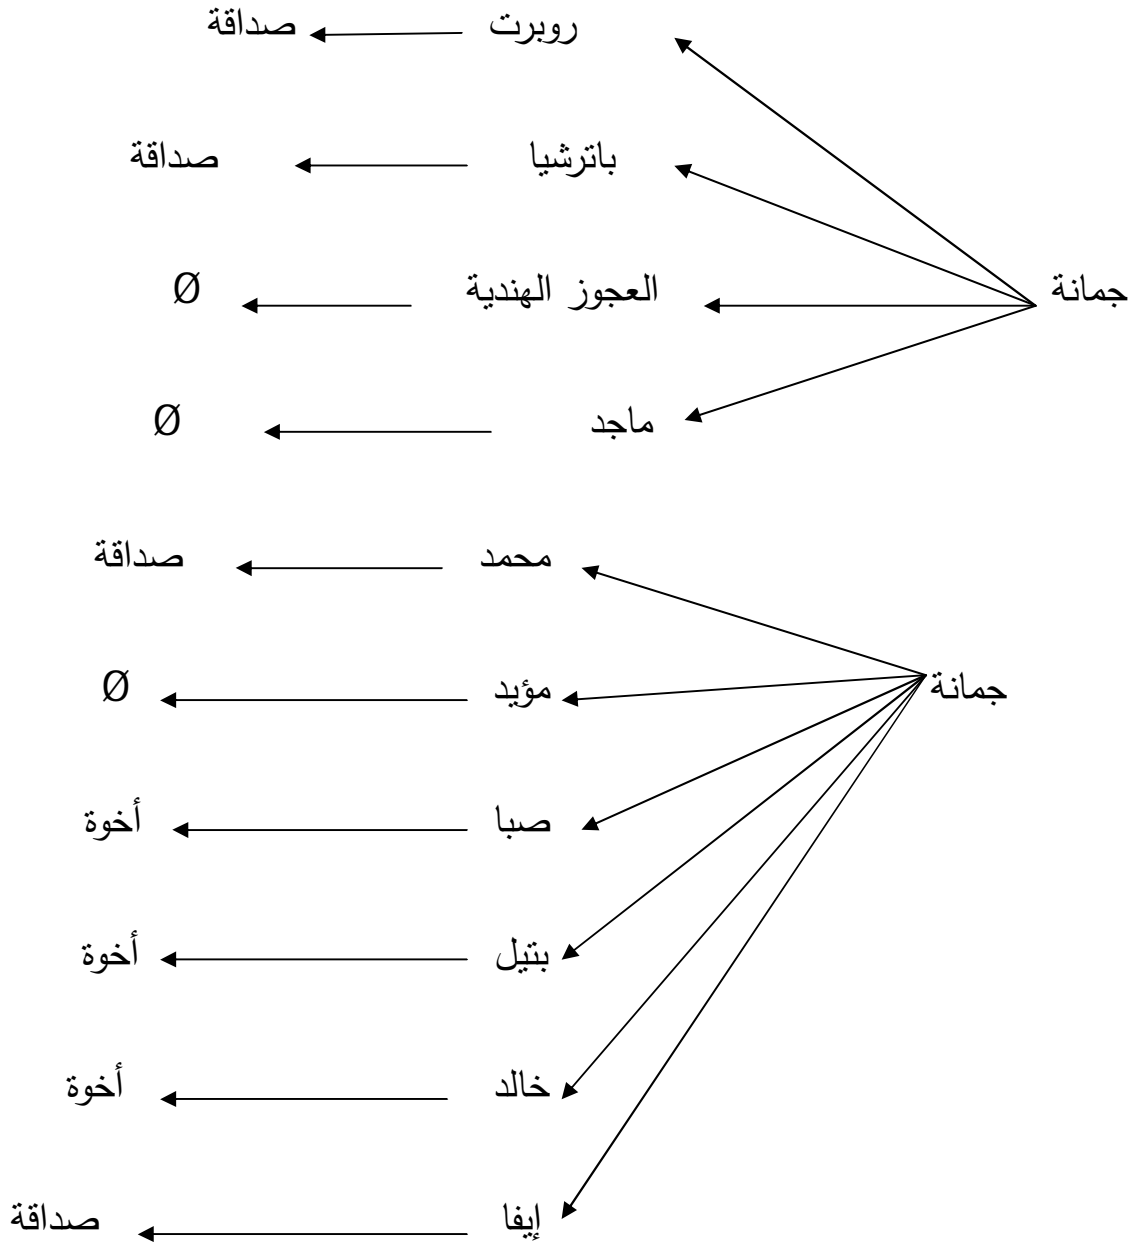 روبرت صداقة
باترشيا صداقة
جمانة العجوز الهندية Ø
ماجد Ø
محمد صداقة
جمانة مؤيد Ø
صبا أخوة
بتيل أخوة
خالد أخوة
إيفا صداقة